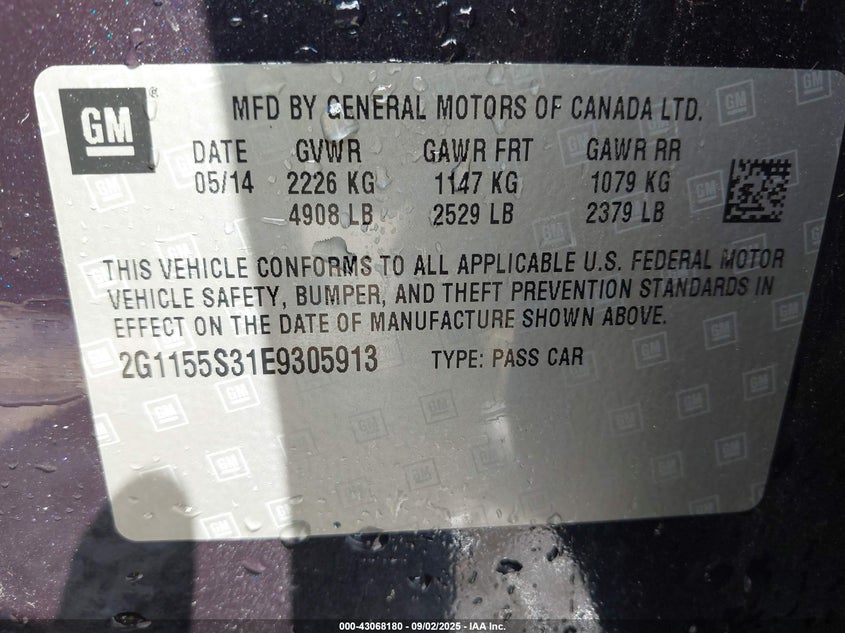 GM ®
MFD BY GENERAL MOTORS OF CANADA LTD.
DATE GVWR GAWR FRT GAWR RR
05/14 2226 KG 1147 KG 1079 KG
4908 LB 2529 LB 2379 LB
THIS VEHICLE CONFORMS TO ALL APPLICABLE U.S. FEDERAL MOTOR
VEHICLE SAFETY, BUMPER, AND THEFT PREVENTION STANDARDS IN
EFFECT ON THE DATE OF MANUFACTURE SHOWN ABOVE.
2G1155S31E9305913 TYPE: PASS CAR
000-43068180 - 09/02/2025 - IAA Inc.